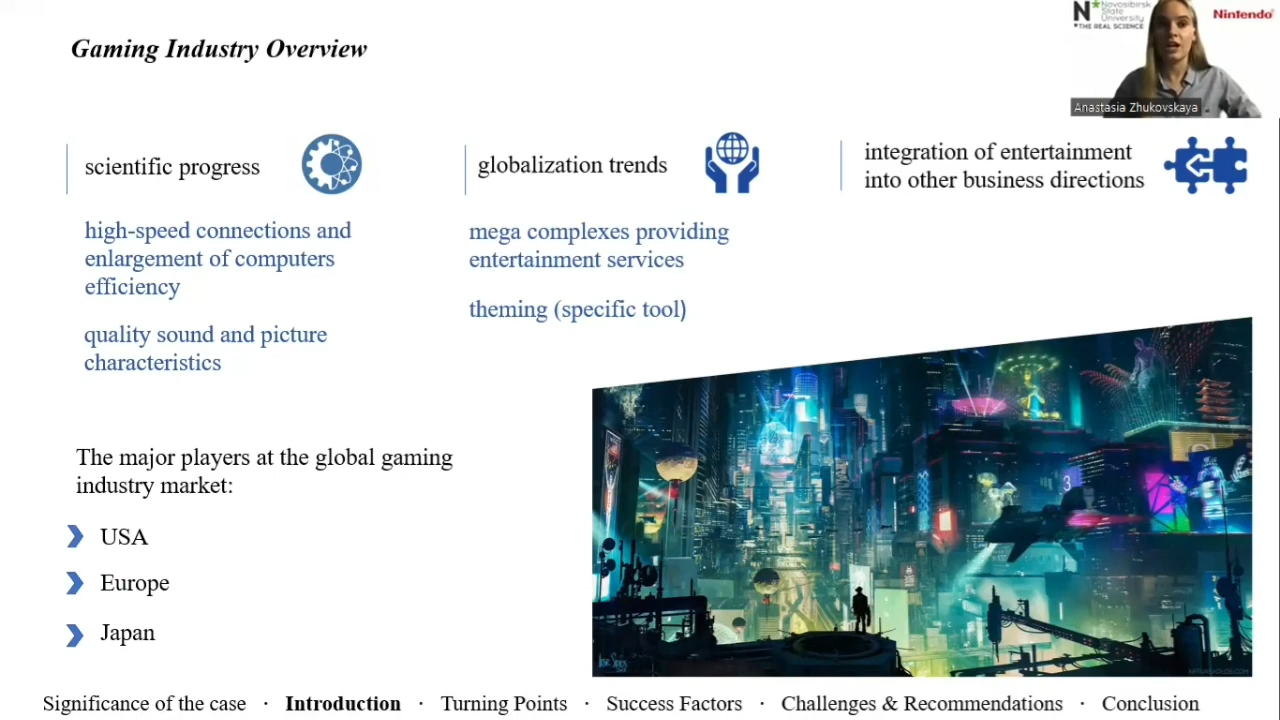 Gaming Industry Overview
N*
Novosibirsk
State
University
*THE REAL SCIENCE
Nintendo
Anastasia Zhukovskaya
scientific progress
high-speed connections and
enlargement of computers
efficiency
quality sound and picture
characteristics
globalization trends
mega complexes providing
entertainment services
theming (specific tool)
integration of entertainment
into other business directions
The major players at the global gaming
industry market:
USA
Europe
Japan
3
Significance of the case · Introduction · Turning Points · Success Factors · Challenges & Recommendations · Conclusion